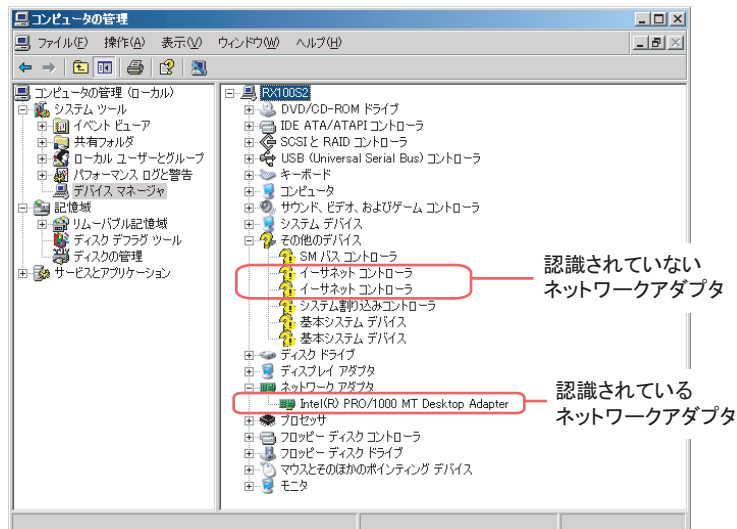 コンピュータの管理
ファイル(F) 操作(A) 表示(V) ウィンドウ(W) ヘルプ(H)
コンピュータの管理 (ローカル)
システム ツール
イベント ビューア
共有フォルダ
ローカル ユーザーとグループ
パフォーマンス ログと警告
デバイス マネージャ
記憶域
リムーバブル記憶域
ディスク デフラグ ツール
ディスクの管理
サービスとアプリケーション
RX100S2
DVD/CD-ROM ドライブ
IDE ATA/ATAPI コントローラ
SCSI と RAID コントローラ
USB (Universal Serial Bus) コントローラ
キーボード
コンピュータ
サウンド、ビデオ、およびゲーム コントローラ
システム デバイス
その他のデバイス
SM バス コントローラ
イーサネット コントローラ
イーサネット コントローラ
システム割り込みコントローラ
基本システム デバイス
基本システム デバイス
ディスク ドライブ
ディスプレイ アダプタ
ネットワーク アダプタ
Intel(R) PRO/1000 MT Desktop Adapter
プロセッサ
フロッピー ディスク コントローラ
フロッピー ディスク ドライブ
マウスとそのほかのポインティング デバイス
モニタ
認識されていない
ネットワークアダプタ
認識されている
ネットワークアダプタ